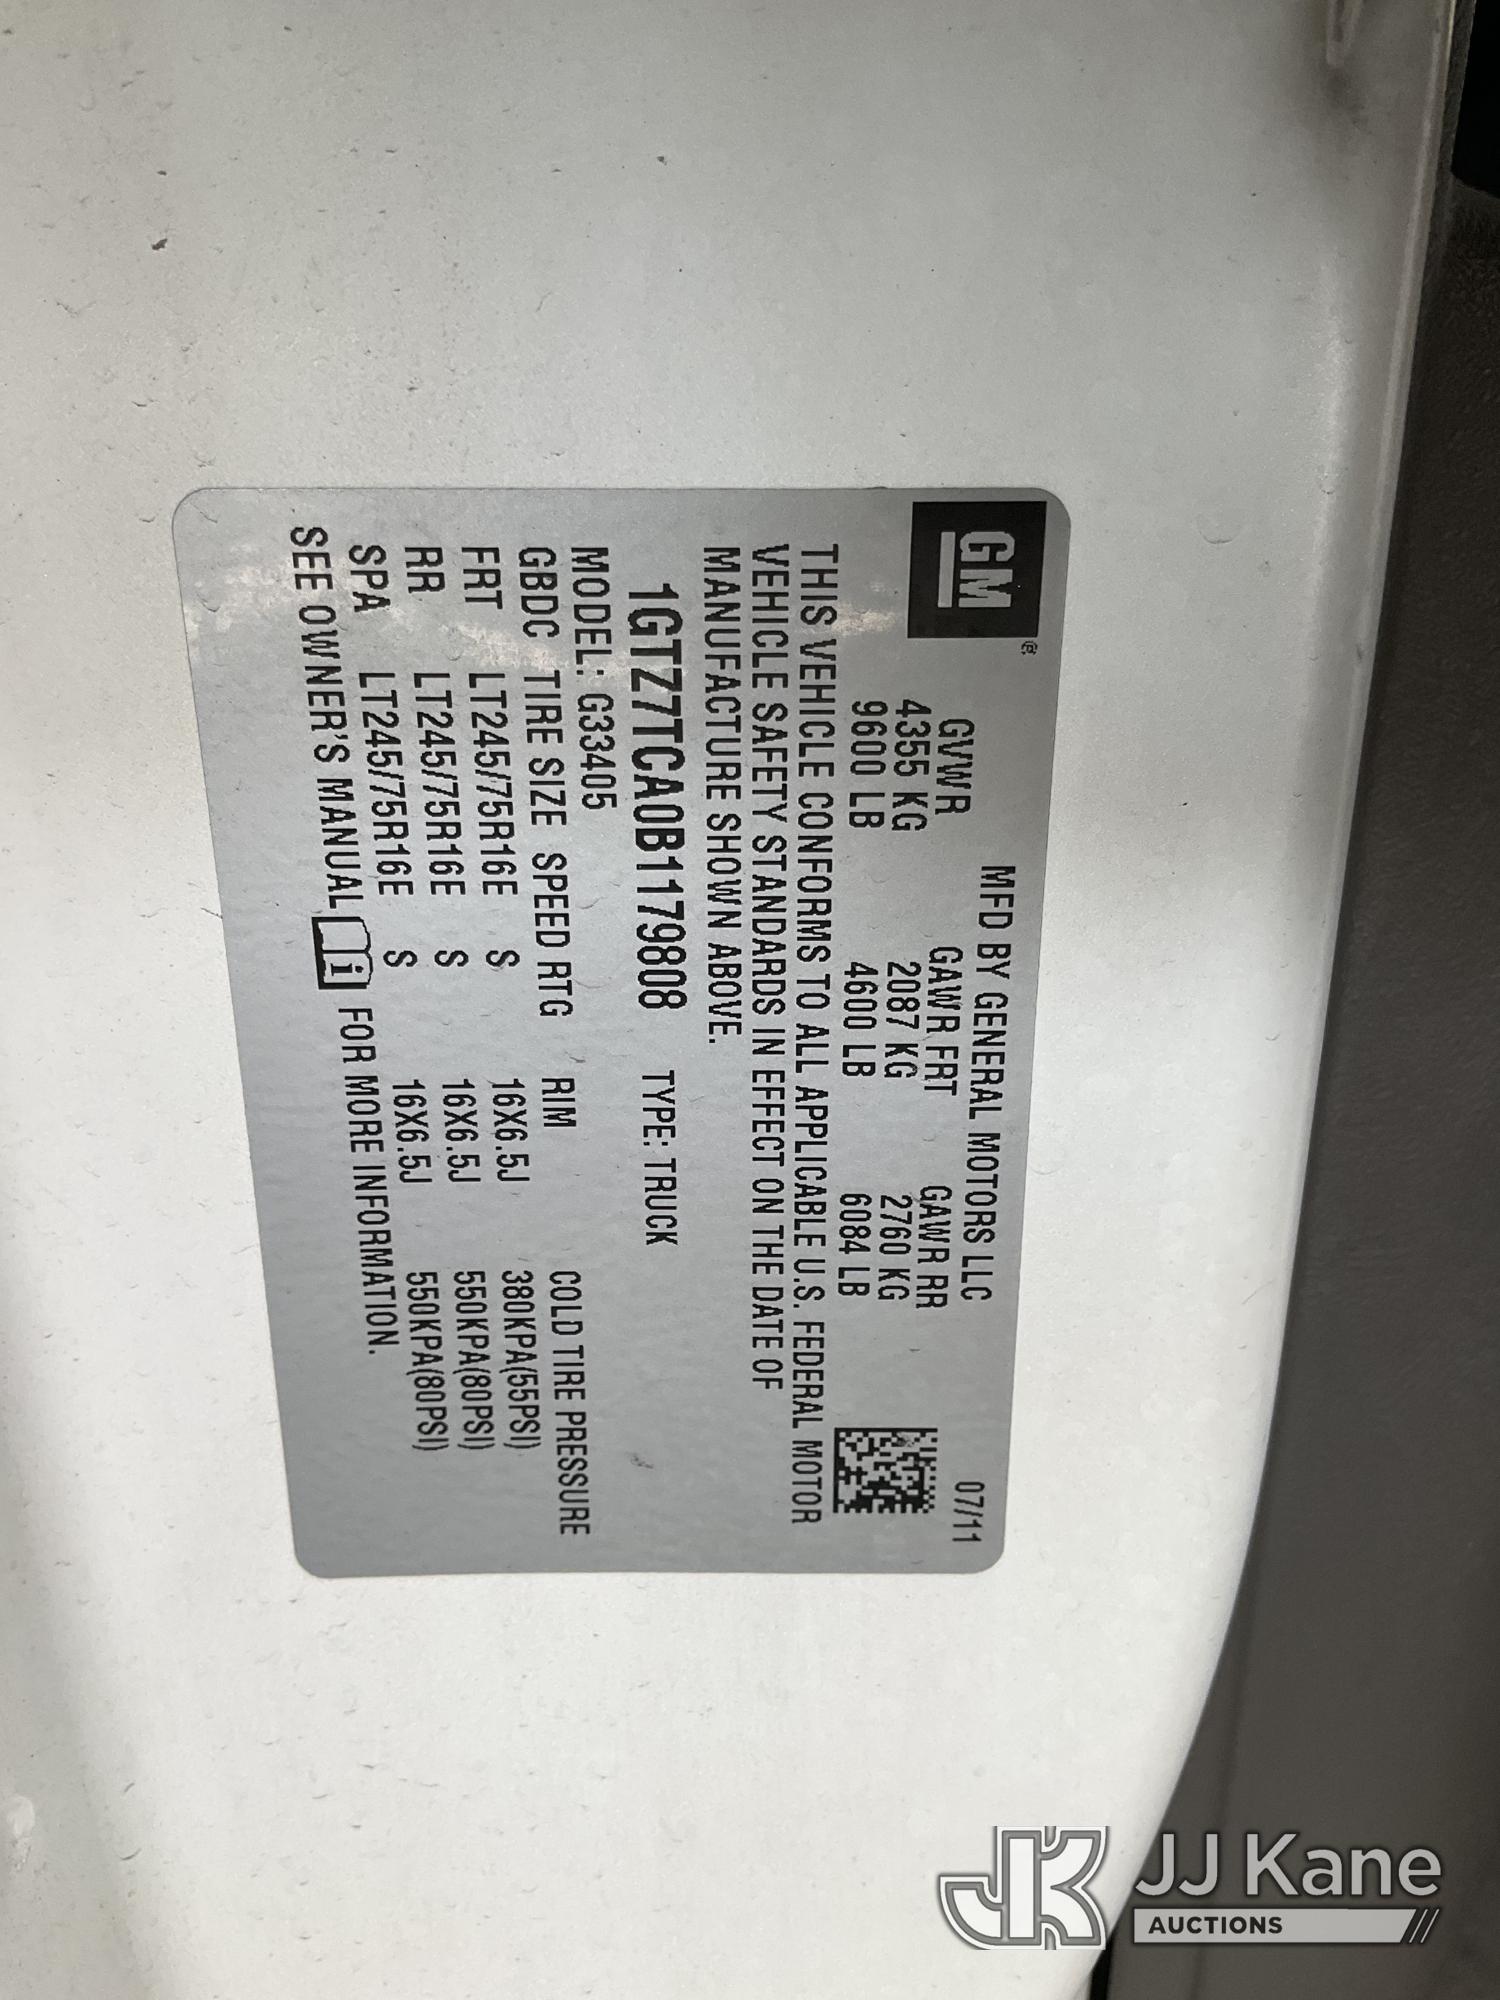 GM
MFD BY GENERAL MOTORS LLC 07/11
GVWR GAWR FRT GAWR RR
4355 KG 2087 KG 2760 KG
9600 LB 4600 LB 6084 LB
THIS VEHICLE CONFORMS TO ALL APPLICABLE U.S. FEDERAL MOTOR
VEHICLE SAFETY STANDARDS IN EFFECT ON THE DATE OF
MANUFACTURE SHOWN ABOVE.
1GTZ7TCA0B1179808 TYPE: TRUCK
MODEL: G33405
GBDC TIRE SIZE SPEED RTG RIM COLD TIRE PRESSURE
FRT LT245/75R16E S 16X6.5J 380KPA(55PSI)
RR LT245/75R16E S 16X6.5J 550KPA(80PSI)
SPA LT245/75R16E S 16X6.5J 550KPA(80PSI)
SEE OWNER'S MANUAL i FOR MORE INFORMATION.
JK JJ Kane
AUCTIONS